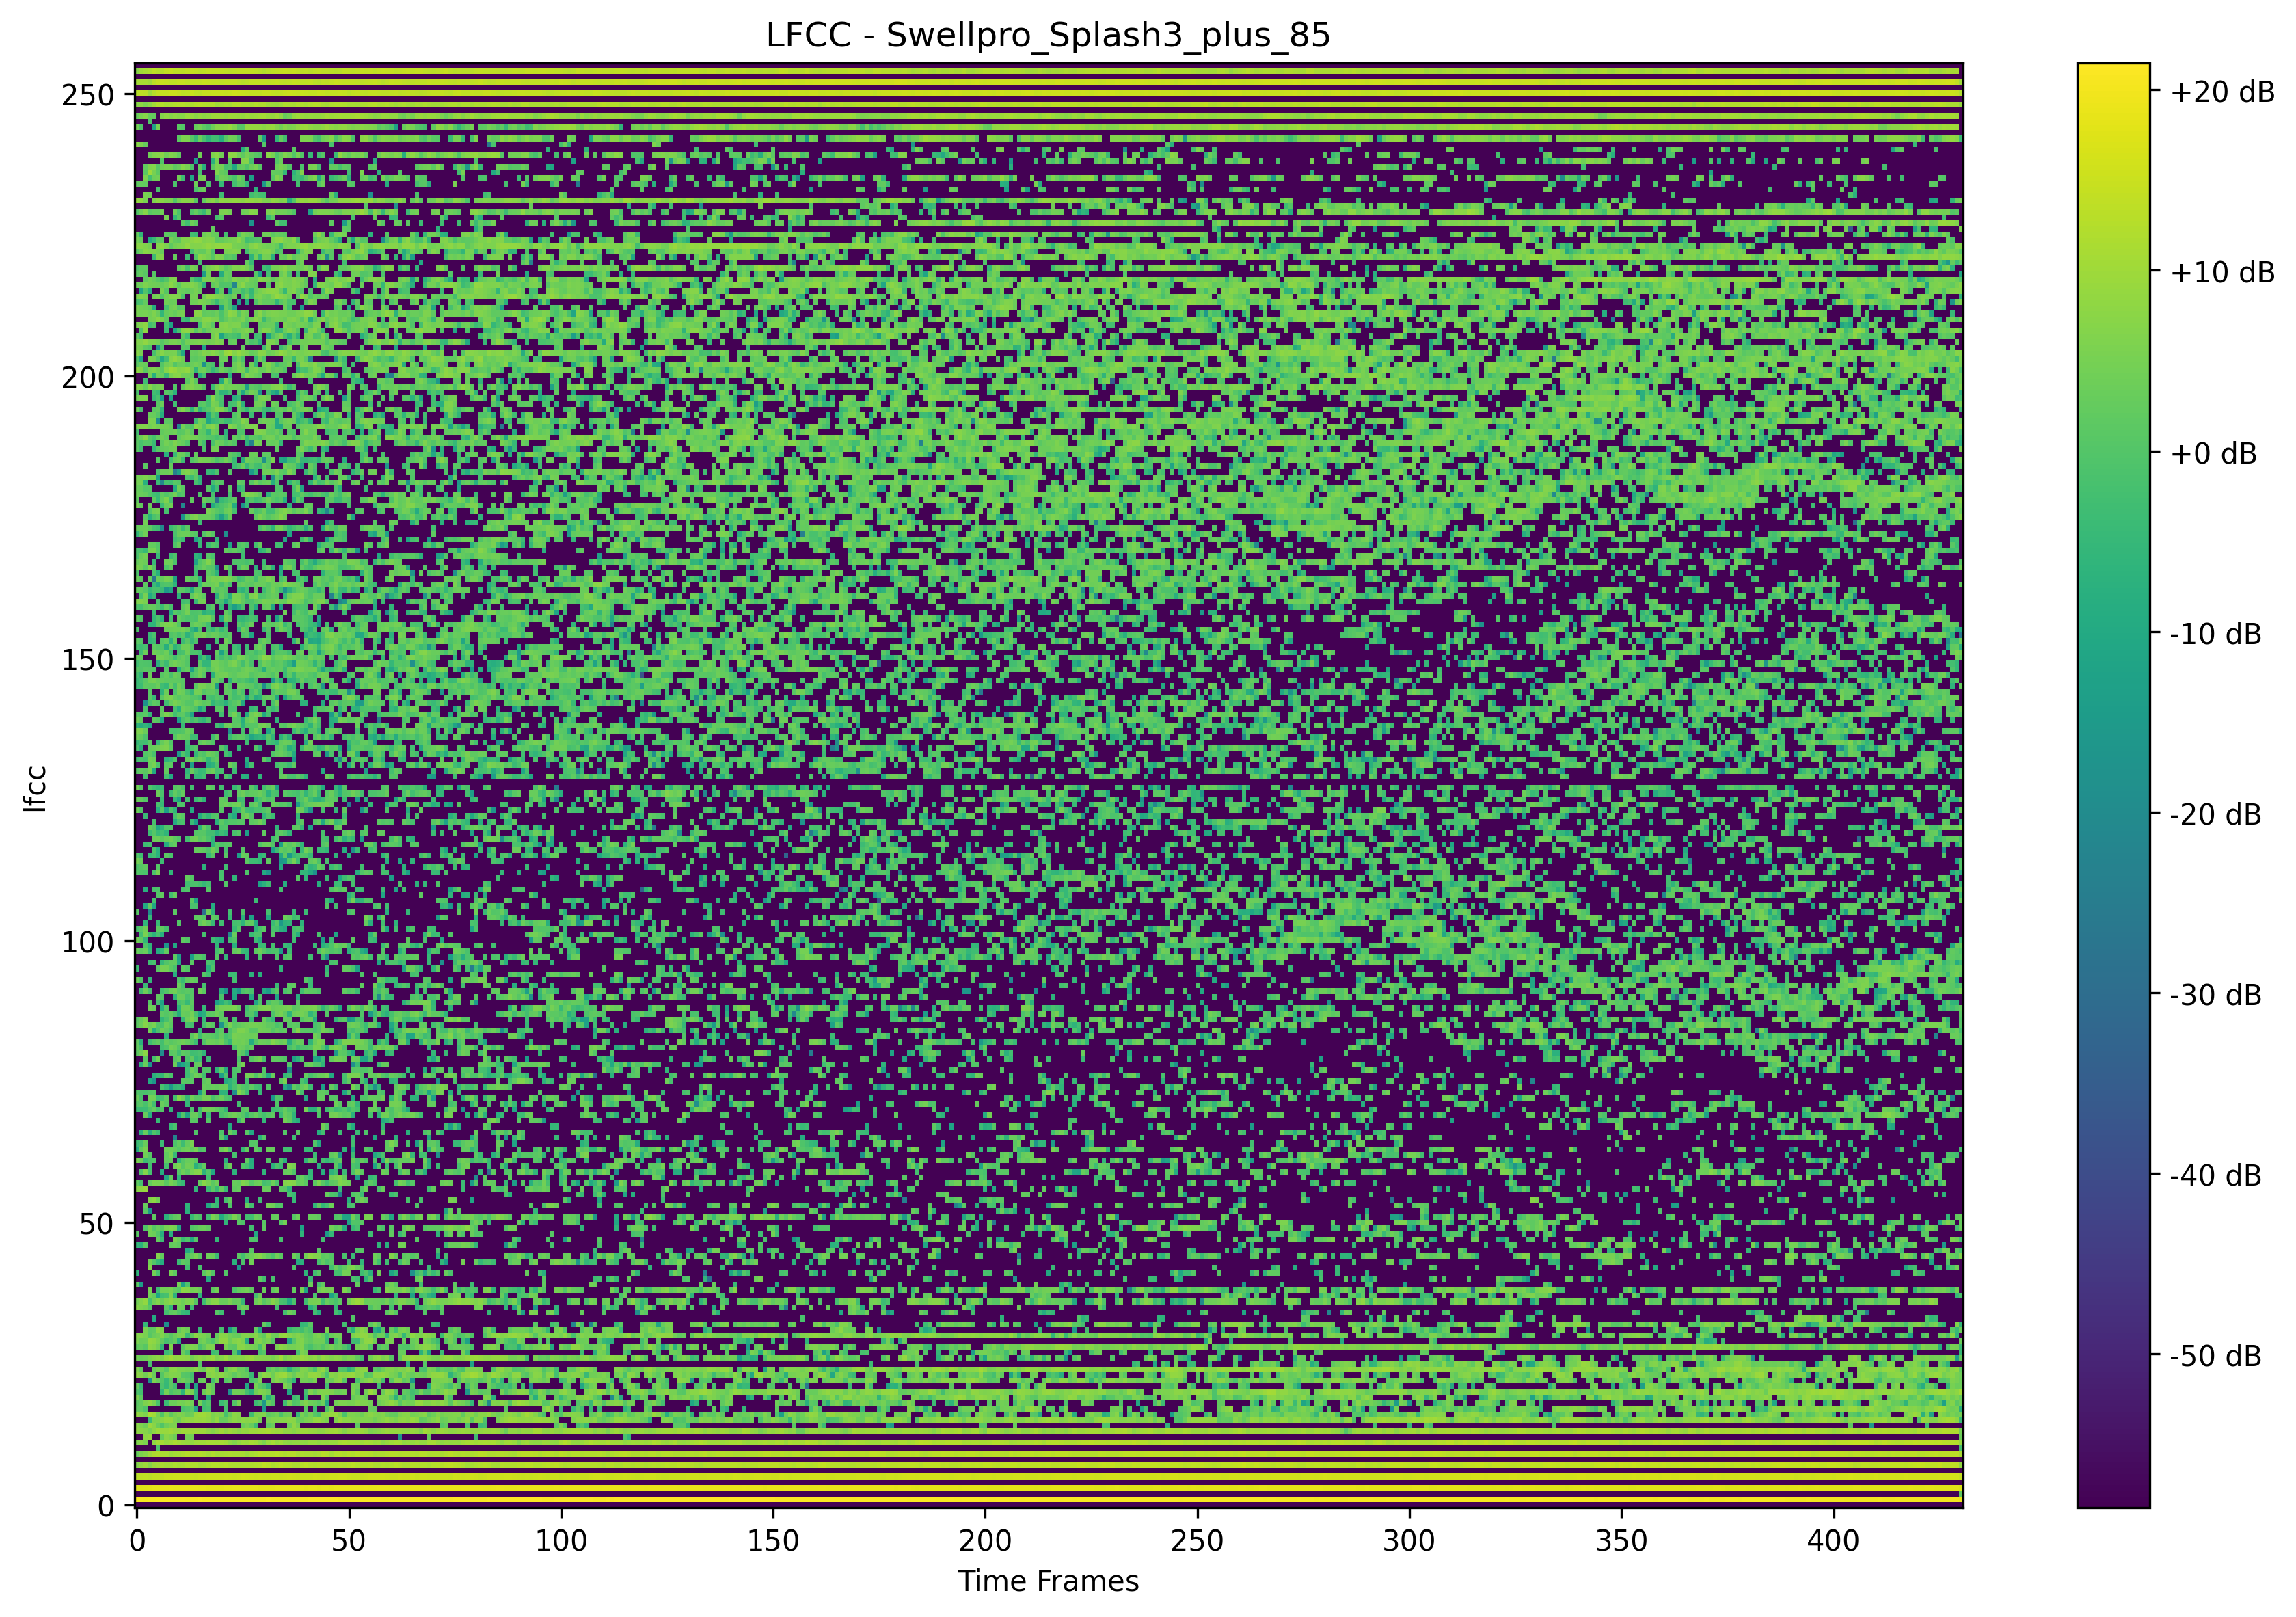 LFCC - Swellpro_Splash3_plus_85
250
200
150
100
50
0
lfcc
0 50 100 150 200 250 300 350 400
Time Frames
+20 dB
+10 dB
+0 dB
-10 dB
-20 dB
-30 dB
-40 dB
-50 dB